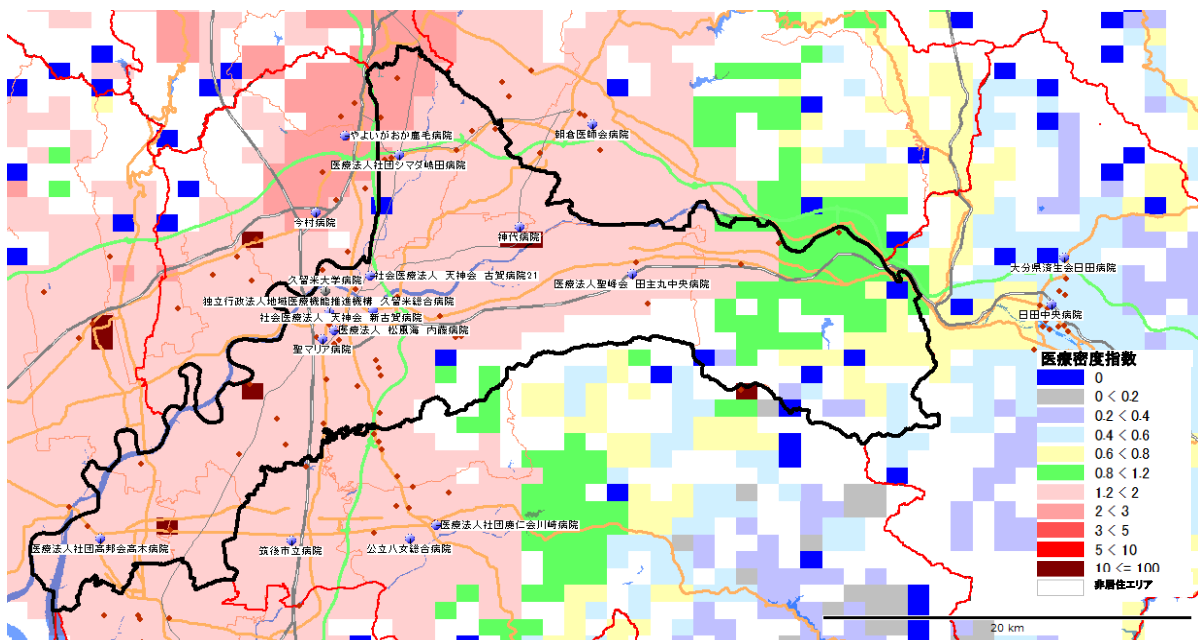 やよいがおか鹿毛病院
朝倉医師会病院
医療法人社団シマダ嶋田病院
今村病院
神代病院
大分県済生会日田病院
久留米大学病院
社会医療法人 天神会 古賀病院21
医療法人聖峰会 田主丸中央病院
独立行政法人地域医療機能推進機構 久留米総合病院
日田中央病院
社会医療法人 天神会 新古賀病院
医療法人 松風海 内藤病院
聖マリア病院
医療密度指数
0
0 < 0.2
0.2 < 0.4
0.4 < 0.6
0.6 < 0.8
0.8 < 1.2
1.2 < 2
2 < 3
3 < 5
5 < 10
10 <= 100
非居住エリア
医療法人社団慶仁会川崎病院
医療法人社団高邦会高木病院
筑後市立病院
公立八女総合病院
20 km